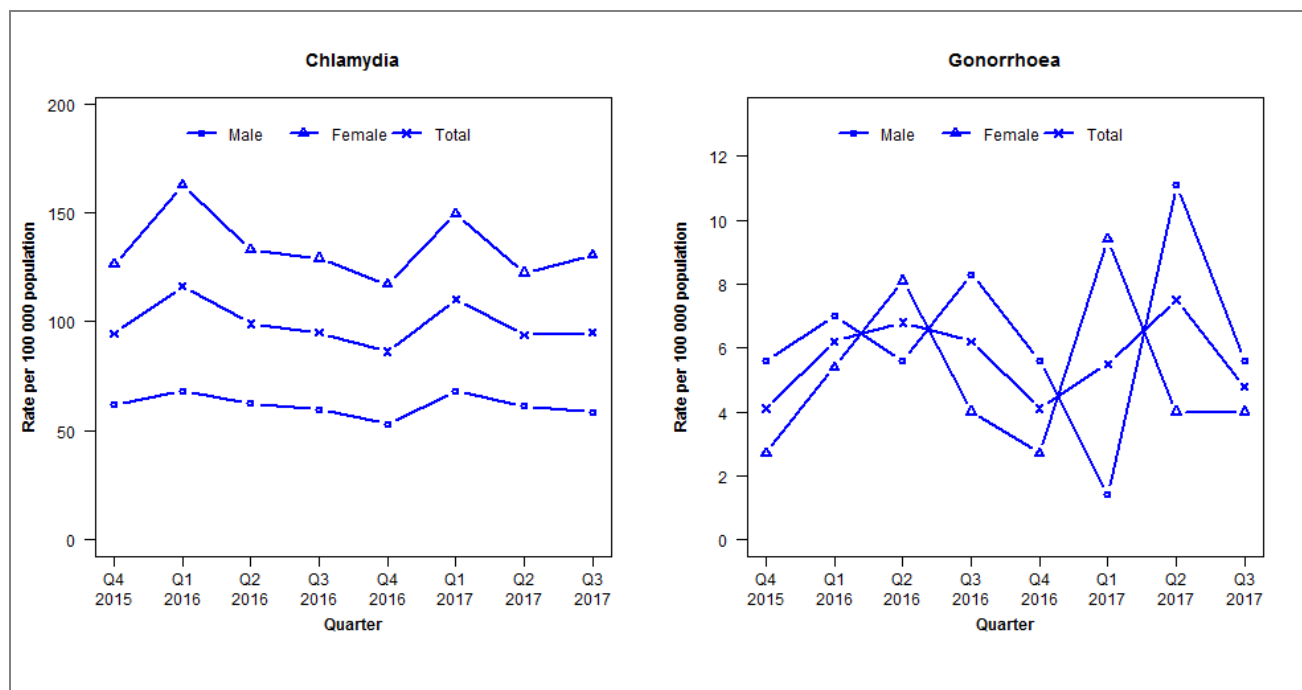 Chlamydia
200
150
100
50
0
Rate per 100 000 population
Male Female Total
Q4 Q1 Q2 Q3 Q4 Q1 Q2 Q3
2015 2016 2016 2016 2016 2017 2017 2017
Quarter
Gonorrhoea
12
10
8
6
4
2
0
Rate per 100 000 population
Male Female Total
Q4 Q1 Q2 Q3 Q4 Q1 Q2 Q3
2015 2016 2016 2016 2016 2017 2017 2017
Quarter